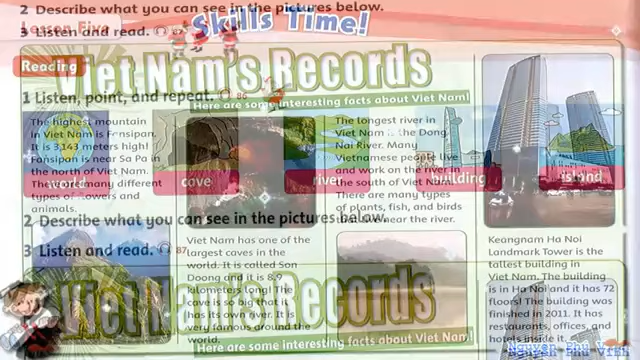 2 Describe what you can see in the pictures below.
Skills Time!
Lesson Five
3 Listen and read. 87
Reading
Viet Nam's Records
1 Listen, point, and repeat. 86
Here are some interesting facts about Viet Nam!
The highest mountain
in Viet Nam is Fansipan.
It is 3,143 meters high!
Fansipan is near Sa Pa in
the north of Vietnam.
There are many different
types of flowers and
animals.
The longest river in
Viet Nam is the Dong
Nai River. Many
Vietnamese people live
and work on the river in
the south of Viet Nam.
There are many types
of plants, fish, and birds
that live near the river.
world
cave
river
building
island
2 Describe what you can see in the pictures below.
3 Listen and read. 87
Viet Nam has one of the
largest caves in the
world. It is called Son
Doong and it is 8.9
kilometers long! The
cave is so big that it
has its own river. It is
very famous around the
world.
Keangnam Ha Noi
Landmark Tower is the
tallest building in
Viet Nam. The building
is in Ha Noi and it has 72
floors! The building was
finished in 2011. It has
restaurants, offices, and
hotels inside it.
Viet Nam's Records
Here are some interesting facts about Viet Nam!